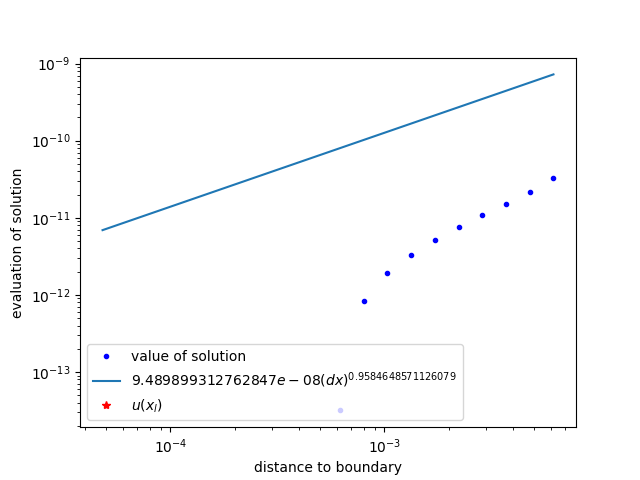 10⁻⁹
10⁻¹⁰
10⁻¹¹
10⁻¹²
10⁻¹³
evaluation of solution
value of solution
9.489899312762847e − 08(dx)^0.9584648571126079
u(x_l)
10⁻⁴ 10⁻³
distance to boundary